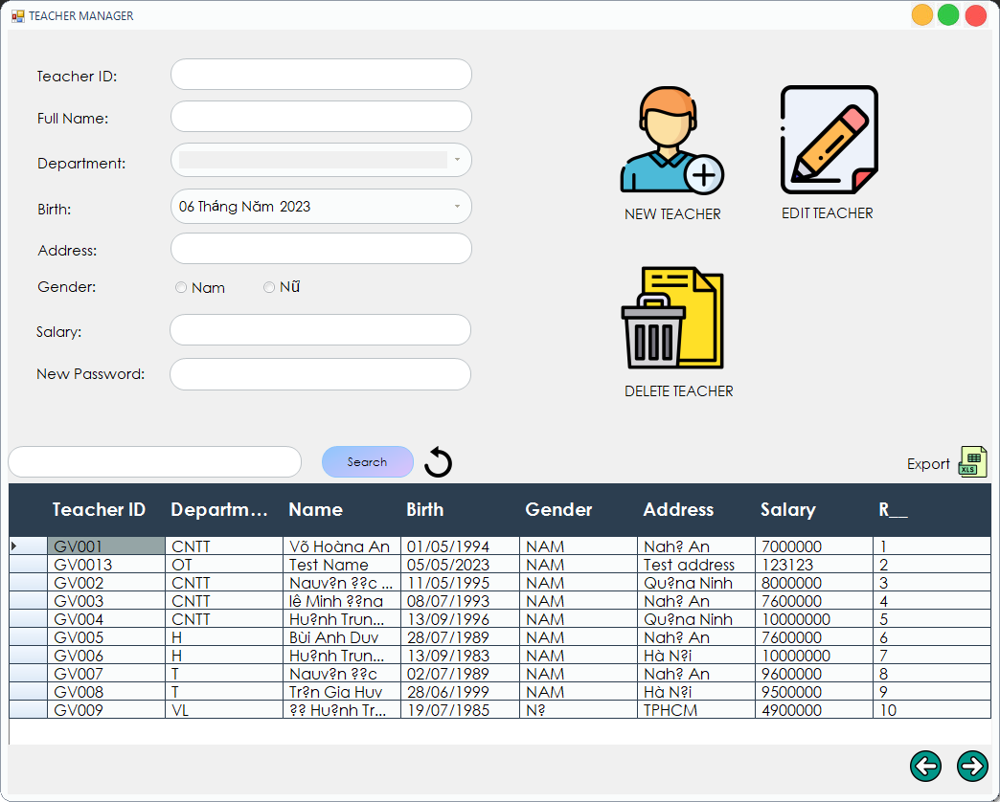 TEACHER MANAGER
Teacher ID:
Full Name:
Department:
Birth: 06 Tháng Năm 2023
Address:
Gender: Nam Nữ
Salary:
New Password:
NEW TEACHER
EDIT TEACHER
DELETE TEACHER
Search
Export XLS
Teacher ID Departm... Name Birth Gender Address Salary R__
GV001 CNTT Võ Hoàng An 01/05/1994 NAM Ngh? An 7000000 1
GV0013 OT Test Name 05/05/2023 NAM Test address 123123 2
GV002 CNTT Nguy?n ??c ... 11/05/1995 NAM Qu?ng Ninh 8000000 3
GV003 CNTT lê Minh ??ng 08/07/1993 NAM Ngh? An 7600000 4
GV004 CNTT Hu?nh Trun... 13/09/1996 NAM Qu?ng Ninh 10000000 5
GV005 H Bùi Anh Duy 28/07/1989 NAM Ngh? An 7600000 6
GV006 H Hu?nh Trun... 13/09/1983 NAM Hà N?i 10000000 7
GV007 T Nguy?n ??c 02/07/1989 NAM Ngh? An 9600000 8
GV008 T Tr?n Gia Huy 28/06/1999 NAM Hà N?i 9500000 9
GV009 VL ?? Hu?nh Tr... 19/07/1985 N? TPHCM 4900000 10